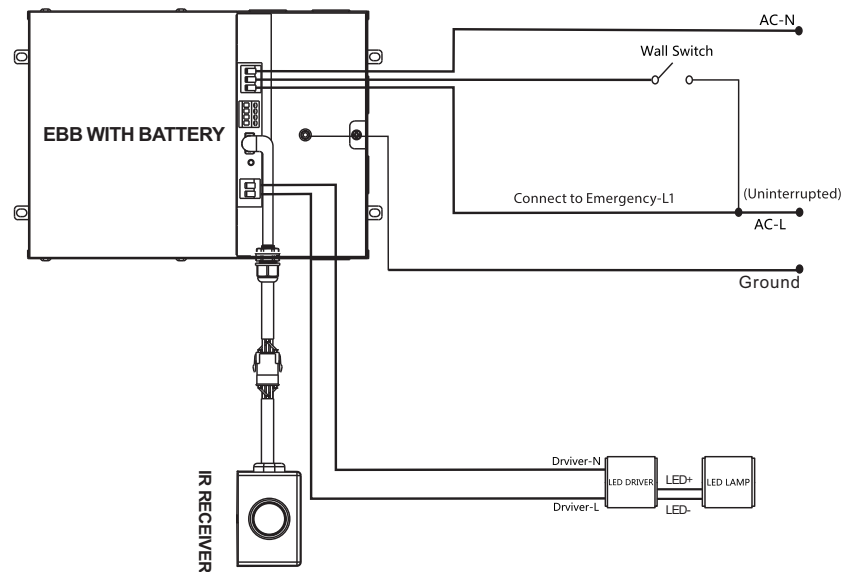 AC-N
Wall Switch
EBB WITH BATTERY
(Uninterrupted)
Connect to Emergency-L1
AC-L
Ground
Drviver-N
LED DRIVER
LED+
LED LAMP
Drviver-L
LED-
IR RECEIVER